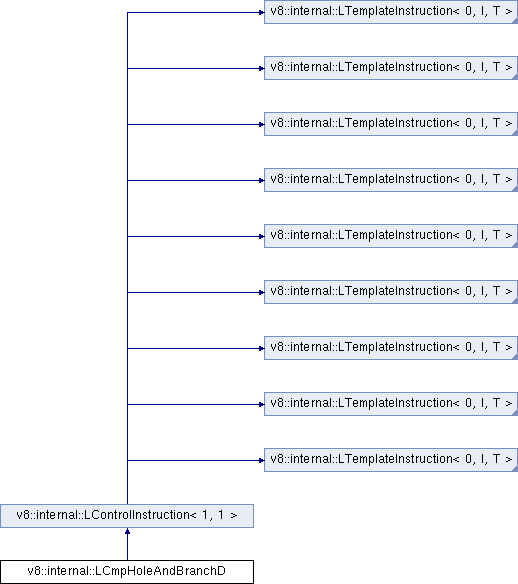 v8::internal::LTemplateInstruction< 0, I, T >
v8::internal::LTemplateInstruction< 0, I, T >
v8::internal::LTemplateInstruction< 0, I, T >
v8::internal::LTemplateInstruction< 0, I, T >
v8::internal::LTemplateInstruction< 0, I, T >
v8::internal::LTemplateInstruction< 0, I, T >
v8::internal::LTemplateInstruction< 0, I, T >
v8::internal::LTemplateInstruction< 0, I, T >
v8::internal::LTemplateInstruction< 0, I, T >
v8::internal::LControlInstruction< 1, 1 >
v8::internal::LCmpHoleAndBranchD